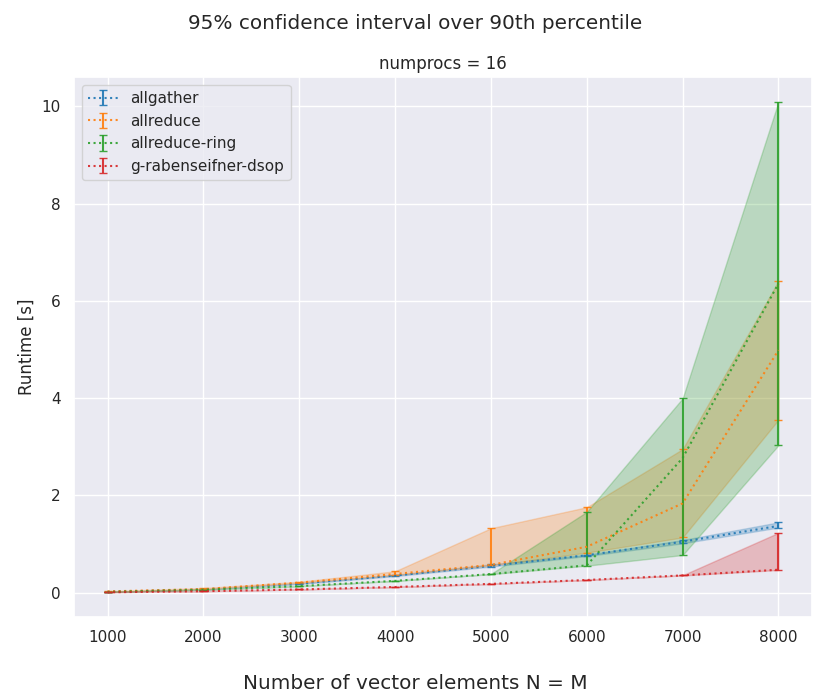 95% confidence interval over 90th percentile
numprocs = 16
allgather
allreduce
allreduce-ring
g-rabenseifner-dsop
10
8
6
4
2
0
Runtime [s]
1000 2000 3000 4000 5000 6000 7000 8000
Number of vector elements N = M